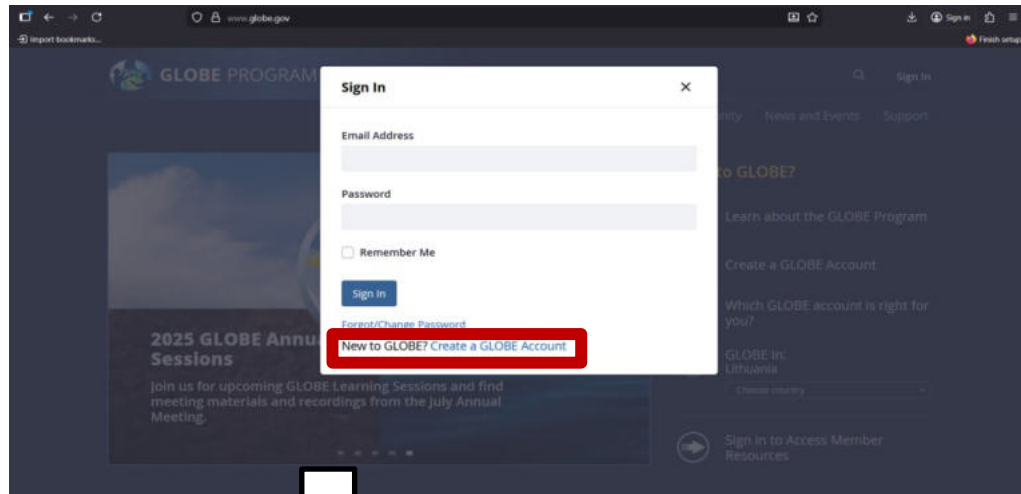 www.globe.gov
Sign in
Import bookmarks...
Finish setup
GLOBE PROGRAM
Sign In
Sign In
Email Address
Password
Remember Me
Sign In
Forgot/Change Password
New to GLOBE? Create a GLOBE Account
News and Events
Support
to GLOBE?
Learn about the GLOBE Program
Create a GLOBE Account
Which GLOBE account is right for
you?
GLOBE in:
Lithuania
Choose country
Sign in to Access Member
Resources
2025 GLOBE Annu
Sessions
Join us for upcoming GLOBE Learning Sessions and find
meeting materials and recordings from the July Annual
Meeting.